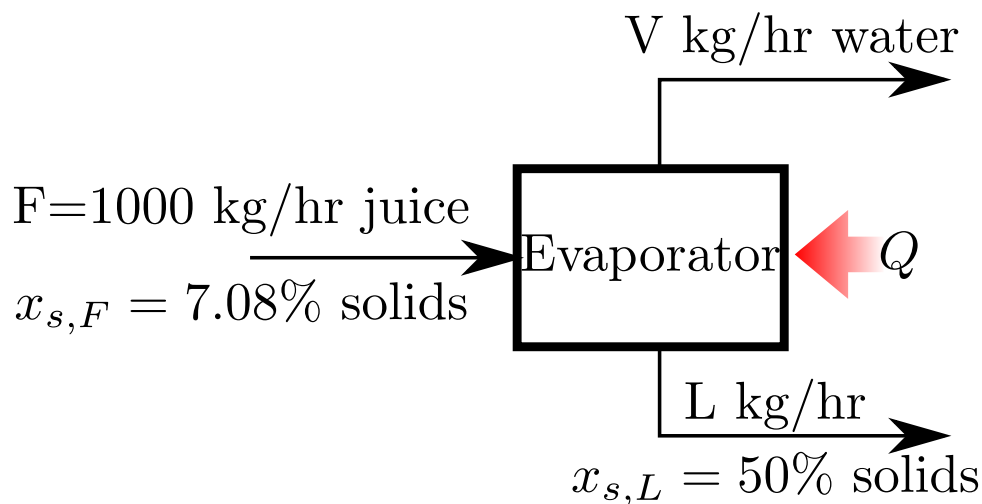 V kg/hr water
F=1000 kg/hr juice
x_{s,F} = 7.08% solids
Evaporator
Q
L kg/hr
x_{s,L} = 50% solids